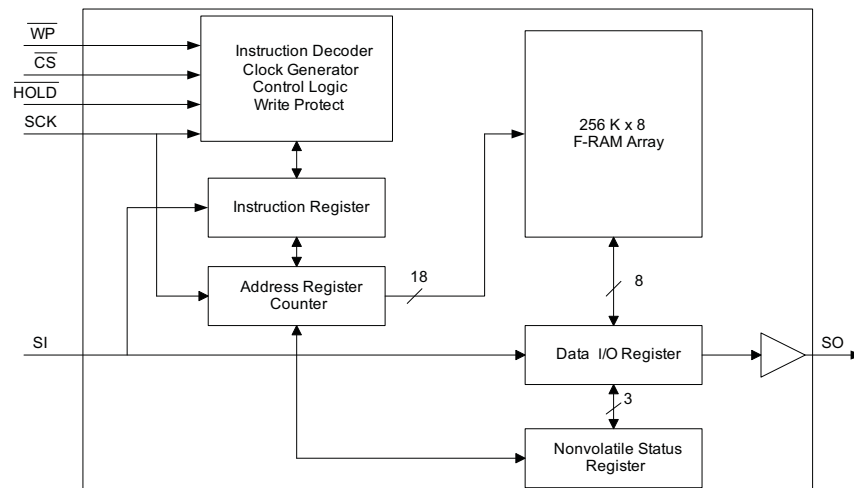 WP
CS
HOLD
SCK
Instruction Decoder
Clock Generator
Control Logic
Write Protect
256 K x 8
F-RAM Array
Instruction Register
Address Register
Counter
18
8
SI
Data I/O Register
SO
3
Nonvolatile Status
Register